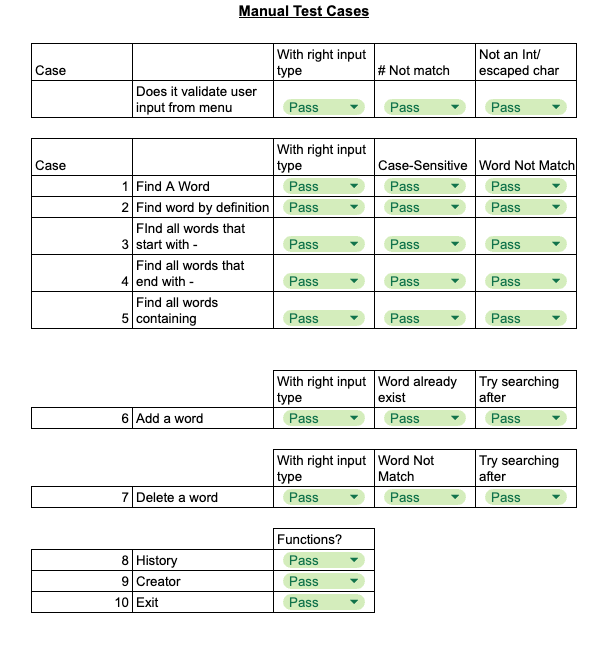 Manual Test Cases
Case With right input type # Not match Not an Int/ escaped char
Does it validate user input from menu Pass Pass Pass
Case With right input type Case-Sensitive Word Not Match
1 Find A Word Pass Pass Pass
2 Find word by definition Pass Pass Pass
3 FInd all words that start with - Pass Pass Pass
4 Find all words that end with - Pass Pass Pass
5 Find all words containing Pass Pass Pass
With right input type Word already exist Try searching after
6 Add a word Pass Pass Pass
With right input type Word Not Match Try searching after
7 Delete a word Pass Pass Pass
Functions?
8 History Pass
9 Creator Pass
10 Exit Pass